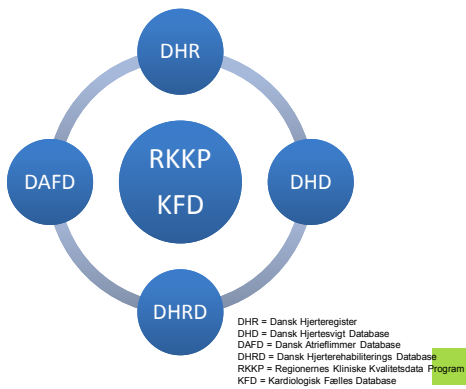 DHR
RKKP
KFD
DAFD
DHD
DHRD
DHR = Dansk Hjerteregister
DHD = Dansk Hjertesvigt Database
DAFD = Dansk Atrieflimmer Database
DHRD = Dansk Hjerterehabiliterings Database
RKKP = Regionernes Kliniske Kvalitetsdata Program
KFD = Kardiologisk Fælles Database